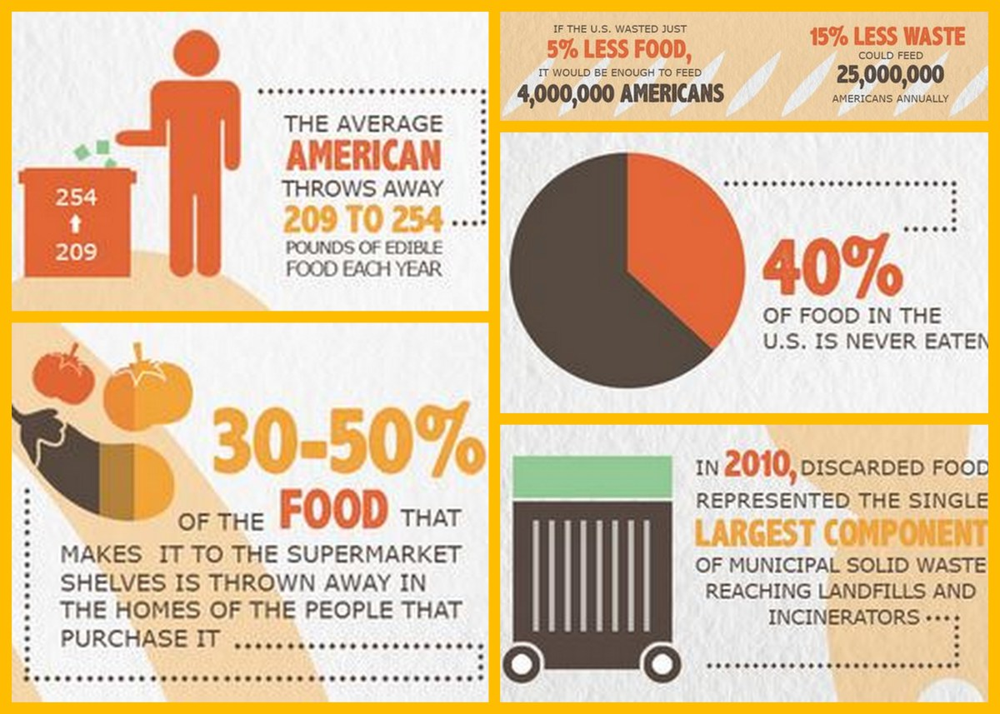 254
209
THE AVERAGE
AMERICAN
THROWS AWAY
209 TO 254
POUNDS OF EDIBLE
FOOD EACH YEAR
IF THE U.S. WASTED JUST
5% LESS FOOD,
IT WOULD BE ENOUGH TO FEED
4,000,000 AMERICANS
15% LESS WASTE
COULD FEED
25,000,000
AMERICANS ANNUALLY
40%
OF FOOD IN THE
U.S. IS NEVER EATEN
30-50%
OF THE FOOD THAT
MAKES IT TO THE SUPERMARKET
SHELVES IS THROWN AWAY IN
THE HOMES OF THE PEOPLE THAT
PURCHASE IT
IN 2010, DISCARDED FOOD
REPRESENTED THE SINGLE
LARGEST COMPONENT
OF MUNICIPAL SOLID WASTE
REACHING LANDFILLS AND
INCINERATORS